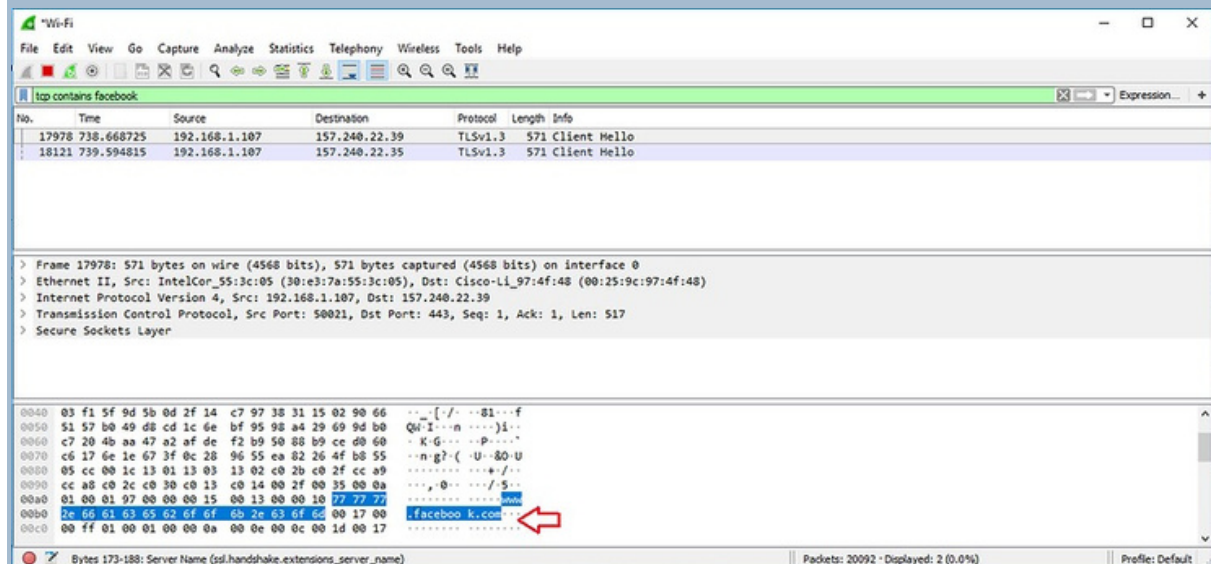 *Wi-Fi
File Edit View Go Capture Analyze Statistics Telephony Wireless Tools Help
tcp contains facebook
Expression... +
No. Time Source Destination Protocol Length Info
17978 738.668725 192.168.1.107 157.240.22.39 TLSv1.3 571 Client Hello
18121 739.594815 192.168.1.107 157.240.22.35 TLSv1.3 571 Client Hello
> Frame 17978: 571 bytes on wire (4568 bits), 571 bytes captured (4568 bits) on interface 0
> Ethernet II, Src: IntelCor_55:3c:05 (30:e3:7a:55:3c:05), Dst: Cisco-Li_97:4f:48 (00:25:9c:97:4f:48)
> Internet Protocol Version 4, Src: 192.168.1.107, Dst: 157.240.22.39
> Transmission Control Protocol, Src Port: 50021, Dst Port: 443, Seq: 1, Ack: 1, Len: 517
> Secure Sockets Layer
0040 03 f1 5f 9d 5b 0d 2f 14 c7 97 38 31 15 02 90 66 ··_·[·/· ··81···f
0050 51 57 b0 49 d8 cd 1c 6e bf 95 98 a4 29 69 9d b0 QW·I···n ····)i··
0060 c7 20 4b aa 47 a2 af de f2 b9 50 88 b9 ce d0 60 · K·G··· ··P····`
0070 c6 17 6e 1e 67 3f 0c 28 96 55 ea 82 26 4f b8 55 ··n·g?·( ·U··&O·U
0080 05 cc 00 1c 13 01 13 03 13 02 c0 2b c0 2f cc a9 ········ ···+·/··
0090 cc a8 c0 2c c0 30 c0 13 c0 14 00 2f 00 35 00 0a ···,·0·· ···/·5··
00a0 01 00 01 97 00 00 00 15 00 13 00 00 10 77 77 77 ········ ·····www
00b0 2e 66 61 63 65 62 6f 6f 6b 2e 63 6f 6d 00 17 00 .faceboo k.com···
00c0 00 ff 01 00 01 00 00 0a 00 0e 00 0c 00 1d 00 17 ········ ········
Bytes 173-188: Server Name (ssl.handshake.extensions_server_name) Packets: 20092 · Displayed: 2 (0.0%) Profile: Default